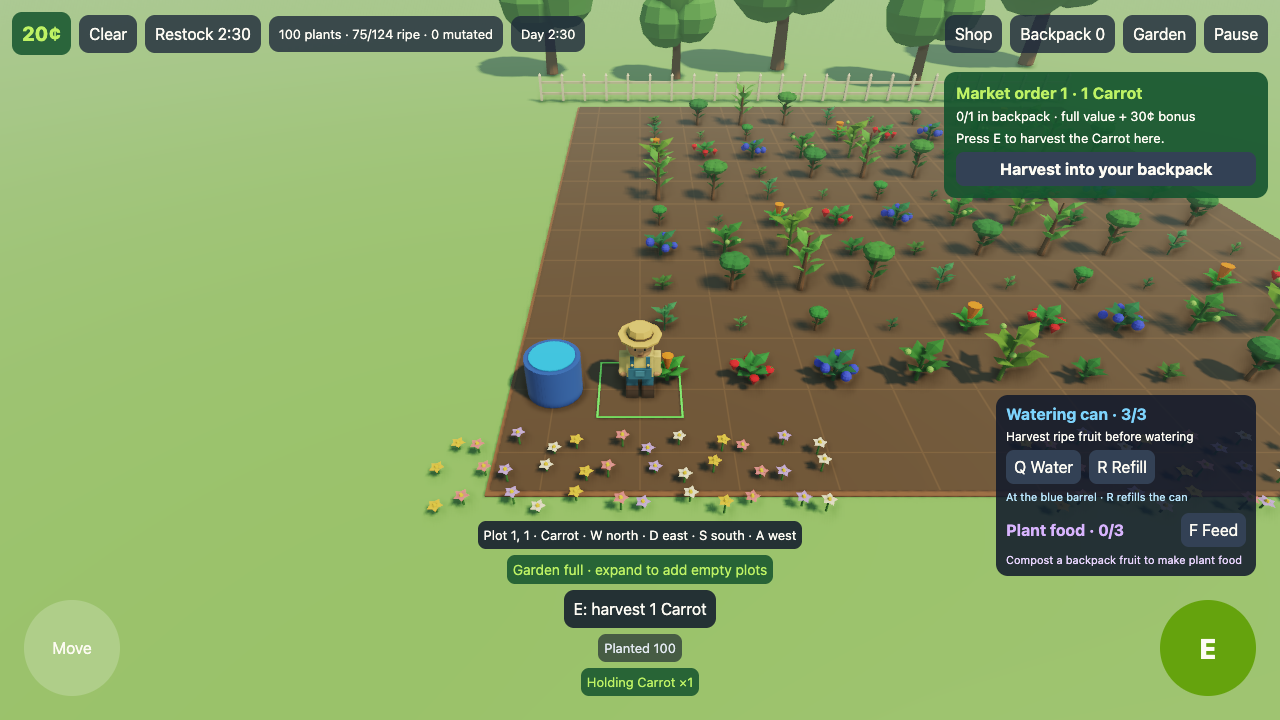 20¢
Clear
Restock 2:30
100 plants · 75/124 ripe · 0 mutated
Day 2:30
Shop
Backpack 0
Garden
Pause
Market order 1 · 1 Carrot
0/1 in backpack · full value + 30¢ bonus
Press E to harvest the Carrot here.
Harvest into your backpack
Watering can · 3/3
Harvest ripe fruit before watering
Q Water
R Refill
At the blue barrel · R refills the can
Plant food · 0/3
F Feed
Compost a backpack fruit to make plant food
Plot 1, 1 · Carrot · W north · D east · S south · A west
Garden full · expand to add empty plots
E: harvest 1 Carrot
Planted 100
Holding Carrot ×1
Move
E